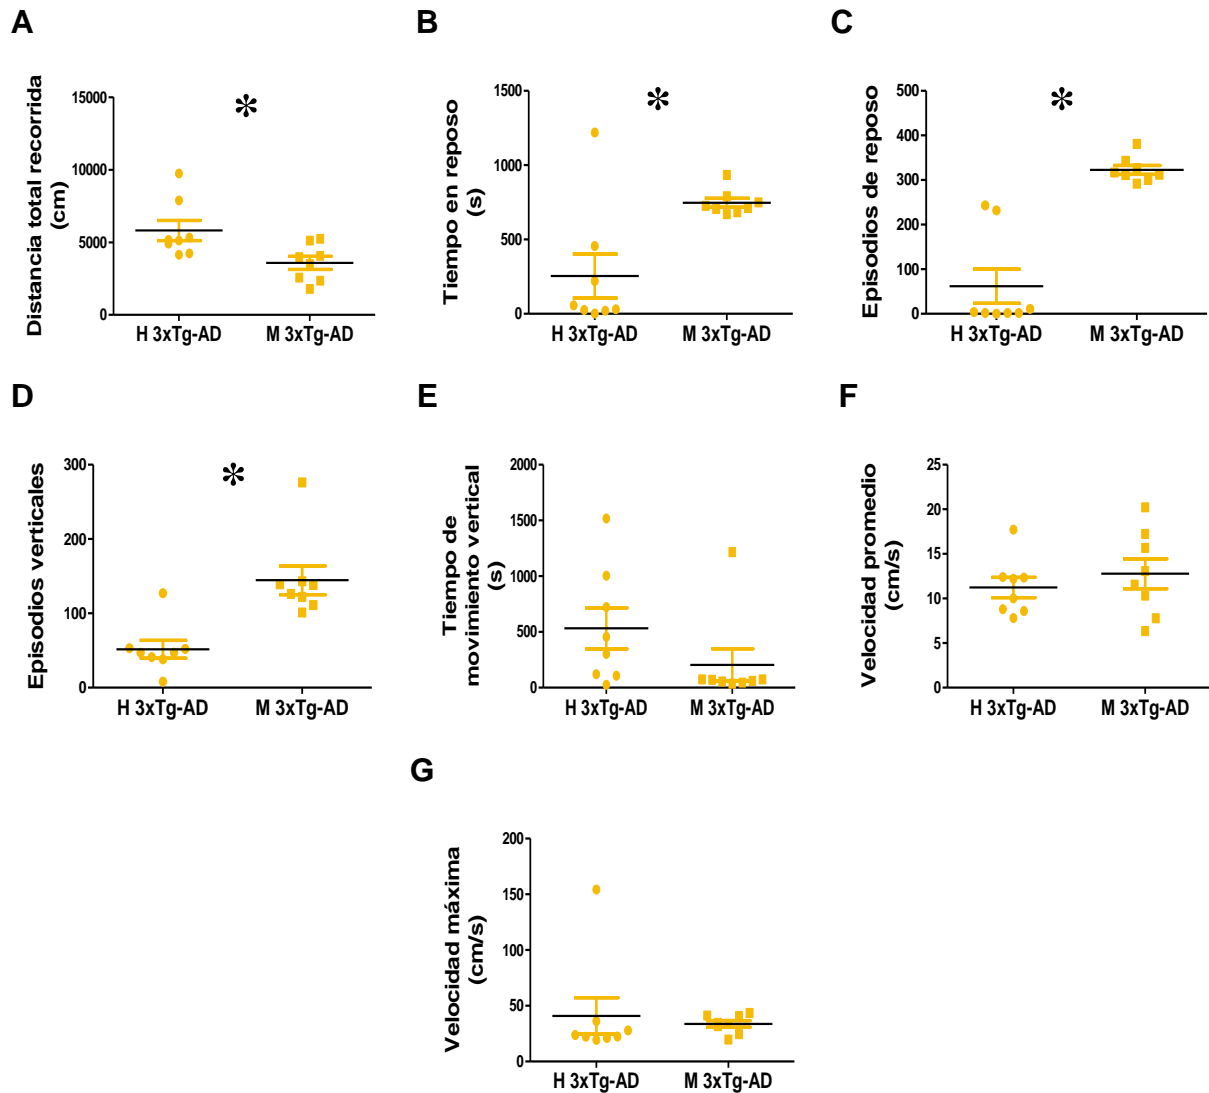 A
Distancia total recorrida
(cm)
15000
10000
5000
0
*
H 3xTg-AD
M 3xTg-AD
B
Tiempo en reposo
(s)
1500
1000
500
0
*
H 3xTg-AD
M 3xTg-AD
C
Episodios de reposo
500
400
300
200
100
0
*
H 3xTg-AD
M 3xTg-AD
D
Episodios verticales
300
200
100
0
*
H 3xTg-AD
M 3xTg-AD
E
Tiempo de
movimiento vertical
(s)
2000
1500
1000
500
0
H 3xTg-AD
M 3xTg-AD
F
Velocidad promedio
(cm/s)
25
20
15
10
5
0
H 3xTg-AD
M 3xTg-AD
G
Velocidad máxima
(cm/s)
200
150
100
50
0
H 3xTg-AD
M 3xTg-AD